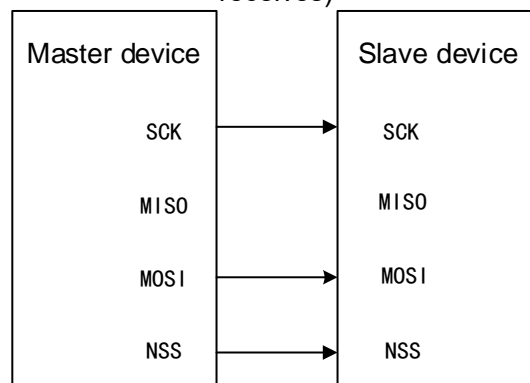 receives)
Master device Slave device
SCK SCK
MISO MISO
MOSI MOSI
NSS NSS